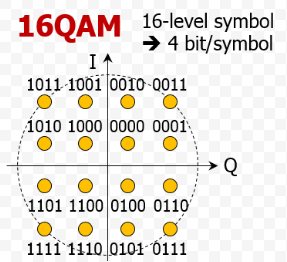 16QAM
16-level symbol
➔ 4 bit/symbol
I
1011 1001 0010 0011
1010 1000 0000 0001
Q
1101 1100 0100 0110
1111 1110 0101 0111